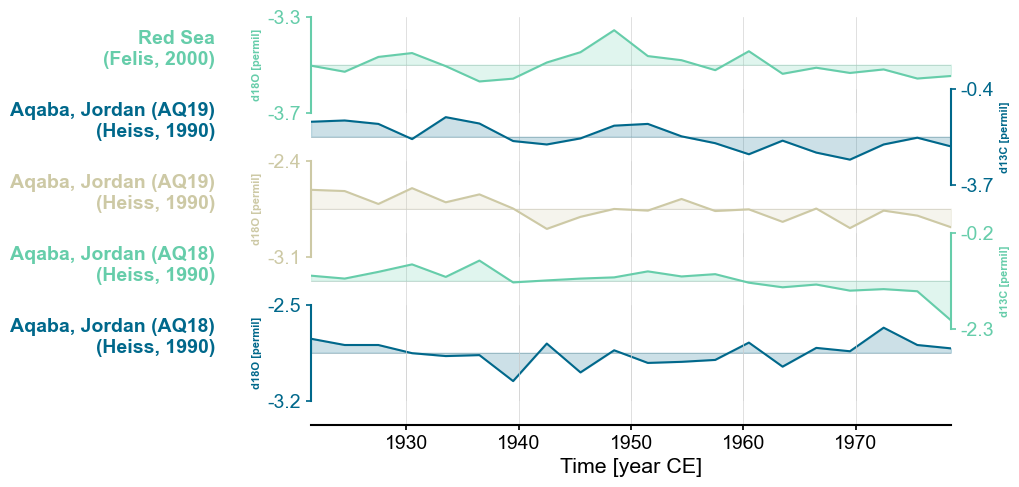 Red Sea
(Felis, 2000)
d18O [permil]
-3.3
-3.7
Aqaba, Jordan (AQ19)
(Heiss, 1990)
-0.4
-3.7
d13C [permil]
Aqaba, Jordan (AQ19)
(Heiss, 1990)
d18O [permil]
-2.4
-3.1
Aqaba, Jordan (AQ18)
(Heiss, 1990)
-0.2
-2.3
d13C [permil]
Aqaba, Jordan (AQ18)
(Heiss, 1990)
d18O [permil]
-2.5
-3.2
1930 1940 1950 1960 1970
Time [year CE]